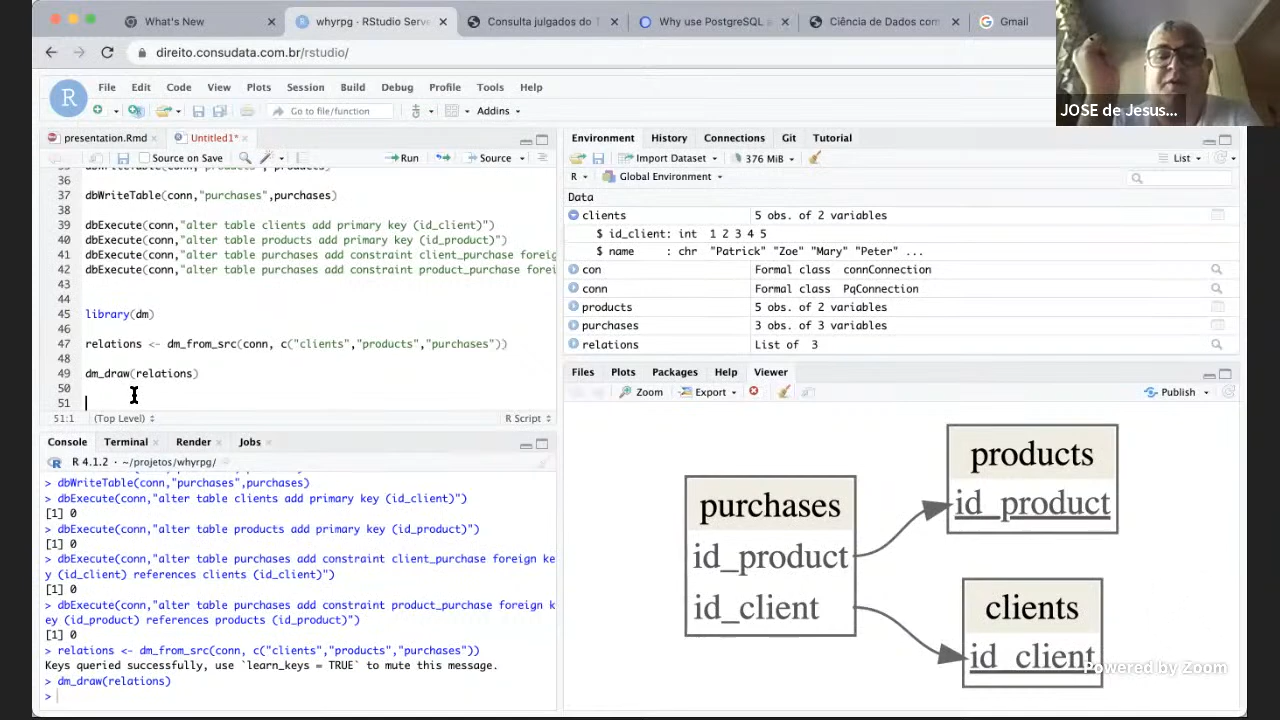 What's New
whyrpg - RStudio Serve
Consulta julgados do T
Why use PostgreSQL a
Ciência de Dados com
Gmail
direito.consudata.com.br/rstudio/
JOSE de Jesus...
File Edit Code View Plots Session Build Debug Profile Tools Help
Go to file/function
Addins
presentation.Rmd
Untitled1*
Source on Save
Run
Source
36
37 dbWriteTable(conn,"purchases",purchases)
38
39 dbExecute(conn,"alter table clients add primary key (id_client)")
40 dbExecute(conn,"alter table products add primary key (id_product)")
41 dbExecute(conn,"alter table purchases add constraint client_purchase foreig
42 dbExecute(conn,"alter table purchases add constraint product_purchase forei
43
44
45 library(dm)
46
47 relations <- dm_from_src(conn, c("clients","products","purchases"))
48
49 dm_draw(relations)
50
51
51:1 (Top Level) R Script
Console Terminal Render Jobs
R 4.1.2 · ~/projetos/whyrpg/
> dbWriteTable(conn,"purchases",purchases)
> dbExecute(conn,"alter table clients add primary key (id_client)")
[1] 0
> dbExecute(conn,"alter table products add primary key (id_product)")
[1] 0
> dbExecute(conn,"alter table purchases add constraint client_purchase foreign ke
y (id_client) references clients (id_client)")
[1] 0
> dbExecute(conn,"alter table purchases add constraint product_purchase foreign k
ey (id_product) references products (id_product)")
[1] 0
> relations <- dm_from_src(conn, c("clients","products","purchases"))
Keys queried successfully, use `learn_keys = TRUE` to mute this message.
> dm_draw(relations)
>
Environment History Connections Git Tutorial
Import Dataset 376 MiB List
R Global Environment
Data
clients 5 obs. of 2 variables
$ id_client: int 1 2 3 4 5
$ name : chr "Patrick" "Zoe" "Mary" "Peter" ...
con Formal class connConnection
conn Formal class PqConnection
products 5 obs. of 2 variables
purchases 3 obs. of 3 variables
relations List of 3
Files Plots Packages Help Viewer
Zoom Export Publish
purchases
id_product
id_client
products
id_product
clients
id_client
Powered by Zoom